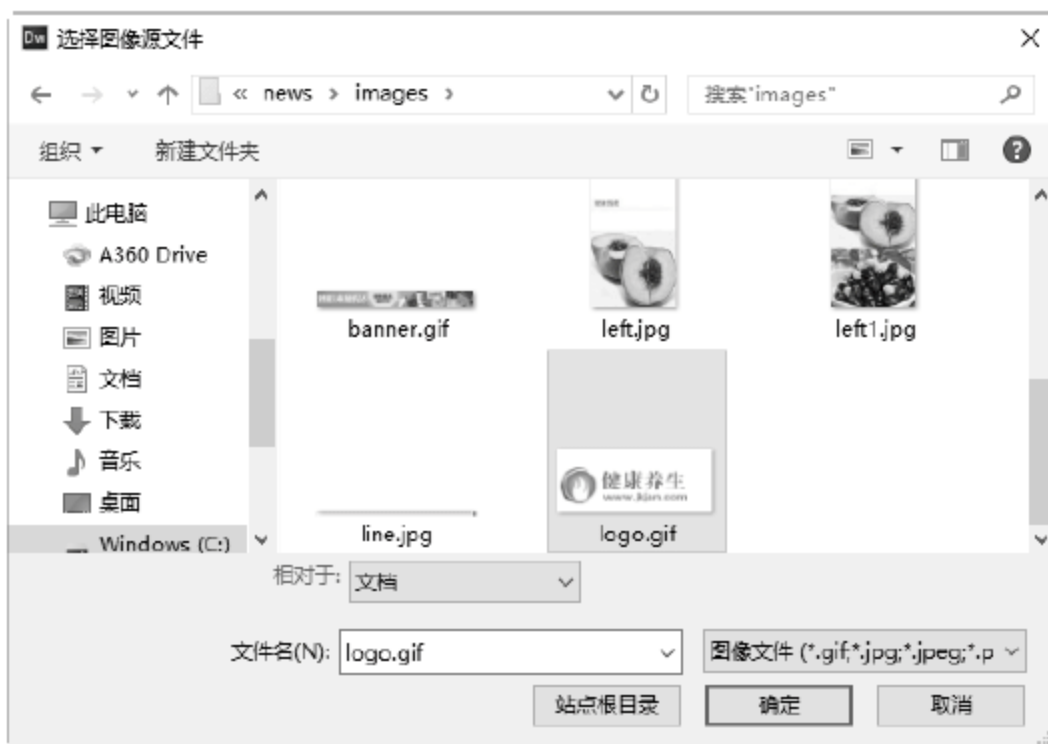 Dw 选择图像源文件
« news > images >
搜索"images"
组织
新建文件夹
此电脑
A360 Drive
视频
图片
文档
下载
音乐
桌面
Windows (C:)
banner.gif
left.jpg
left1.jpg
line.jpg
健康养生
logo.gif
相对于:
文档
文件名(N):
logo.gif
图像文件 (*.gif;*.jpg;*.jpeg;*.p
站点根目录
确定
取消